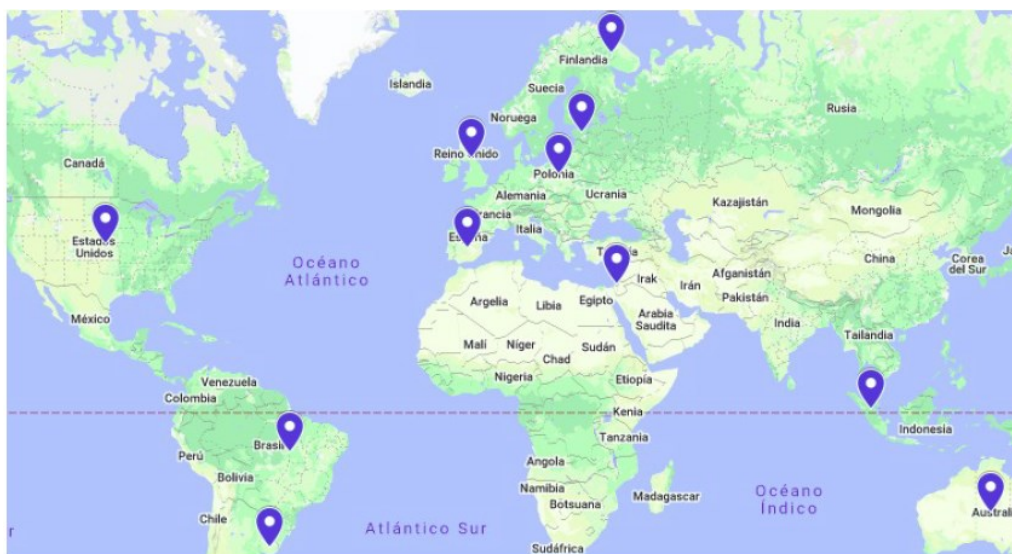 Islandia
Finlandia
Suecia
Noruega
Rusia
Reino Unido
Canadá
Polonia
Alemania
Ucrania
Kazajistán
Mongolia
Francia
España
Italia
Estados
Unidos
Turquía
Océano
Atlántico
Irak
Irán
Afganistán
China
Corea
del Sur
Pakistán
México
Argelia
Libia
Egipto
Arabia
Saudita
India
Tailandia
Malí
Níger
Chad
Sudán
Nigeria
Etiopía
Venezuela
Colombia
Kenia
Indonesia
Brasil
Perú
Tanzania
Bolivia
Angola
Namibia
Botsuana
Madagascar
Océano
Índico
Australi
Chile
Atlántico Sur
Sudáfrica